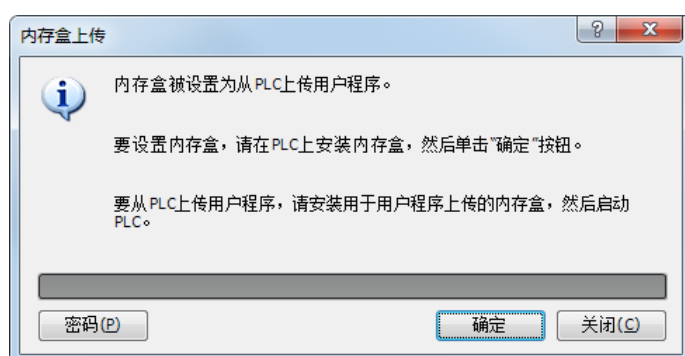 内存盒上传
内存盒被设置为从PLC上传用户程序。
要设置内存盒，请在PLC上安装内存盒，然后单击"确定"按钮。
要从PLC上传用户程序，请安装用于用户程序上传的内存盒，然后启动
PLC。
密码(P)
确定
关闭(C)